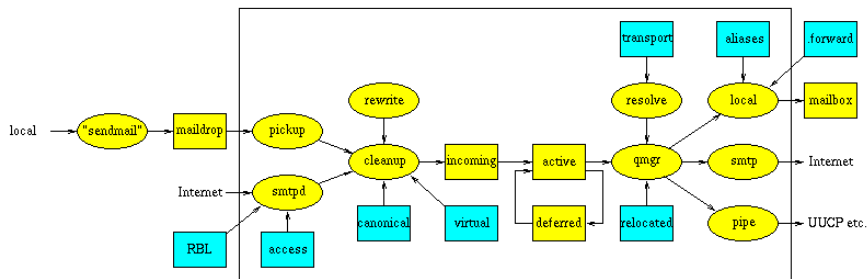 transport
aliases
.forward
rewrite
resolve
local
mailbox
local
"sendmail"
maildrop
pickup
cleanup
incoming
active
qmgr
smtp
Internet
Internet
smtpd
RBL
access
canonical
virtual
deferred
relocated
pipe
UUCP etc.